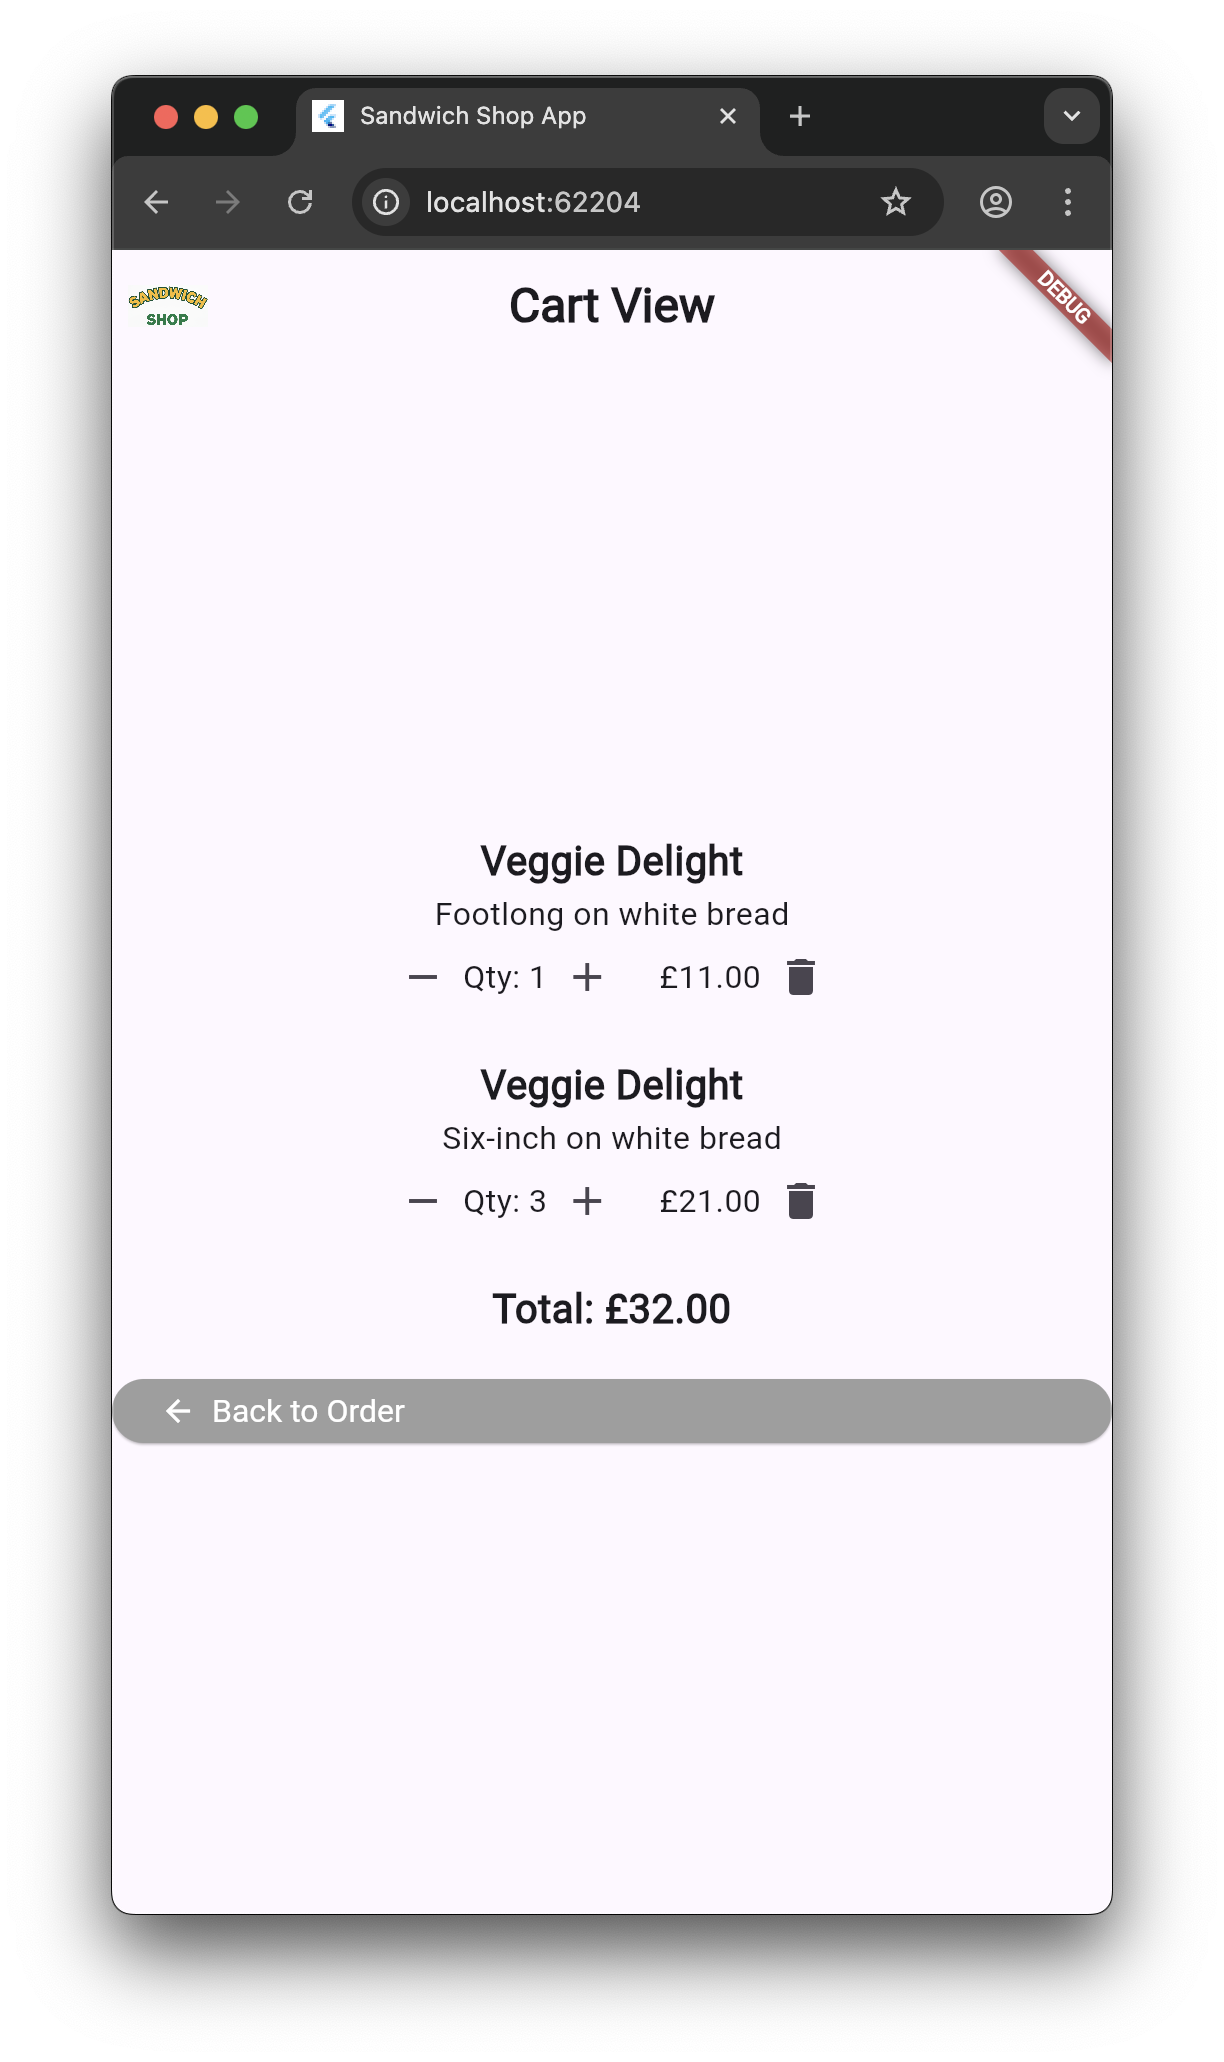 Sandwich Shop App
localhost:62204
SANDWICH
SHOP
Cart View
DEBUG
Veggie Delight
Footlong on white bread
Qty: 1 £11.00
Veggie Delight
Six-inch on white bread
Qty: 3 £21.00
Total: £32.00
Back to Order